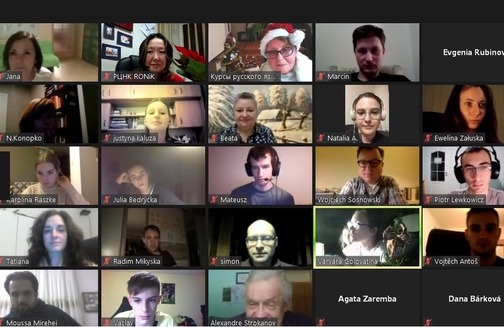 Jana
РЦНК RONIK
Курсы русского яз...
Marcin
Evgenia Rubinov
N.Konopko
justyna kaluza
Beata
Natalia A.
Ewelina Załuska
Karolina Raszke
Julia Bedrycka
Mateusz
Wojciech Sosnowski
Piotr Lewkowicz
Tatiana
Radim Mikyska
simon
Varvara Golovatina
Vojtěch Antoš
Moussa Mirehei
Václav
Alexandre Strokanov
Agata Zaremba
Dana Bárková